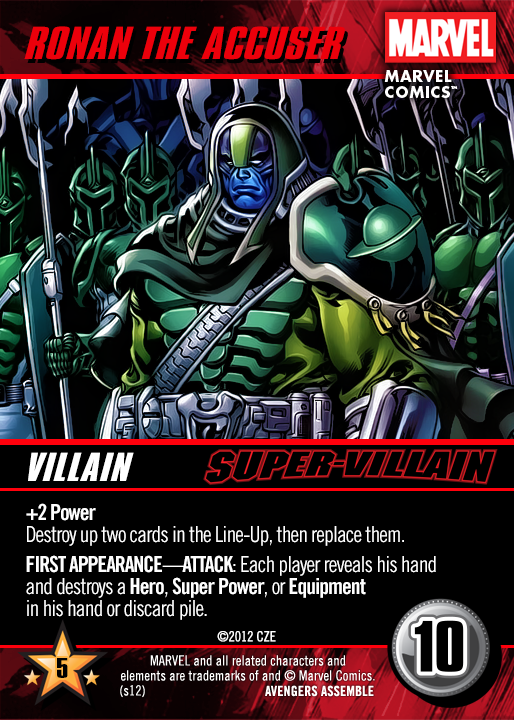 RONAN THE ACCUSER
MARVEL
MARVEL
COMICS™
VILLAIN
SUPER-VILLAIN
+2 Power
Destroy up two cards in the Line-Up, then replace them.
FIRST APPEARANCE—ATTACK: Each player reveals his hand
and destroys a Hero, Super Power, or Equipment
in his hand or discard pile.
©2012 CZE
5
MARVEL and all related characters and
elements are trademarks of and © Marvel Comics.
(s12) AVENGERS ASSEMBLE
10